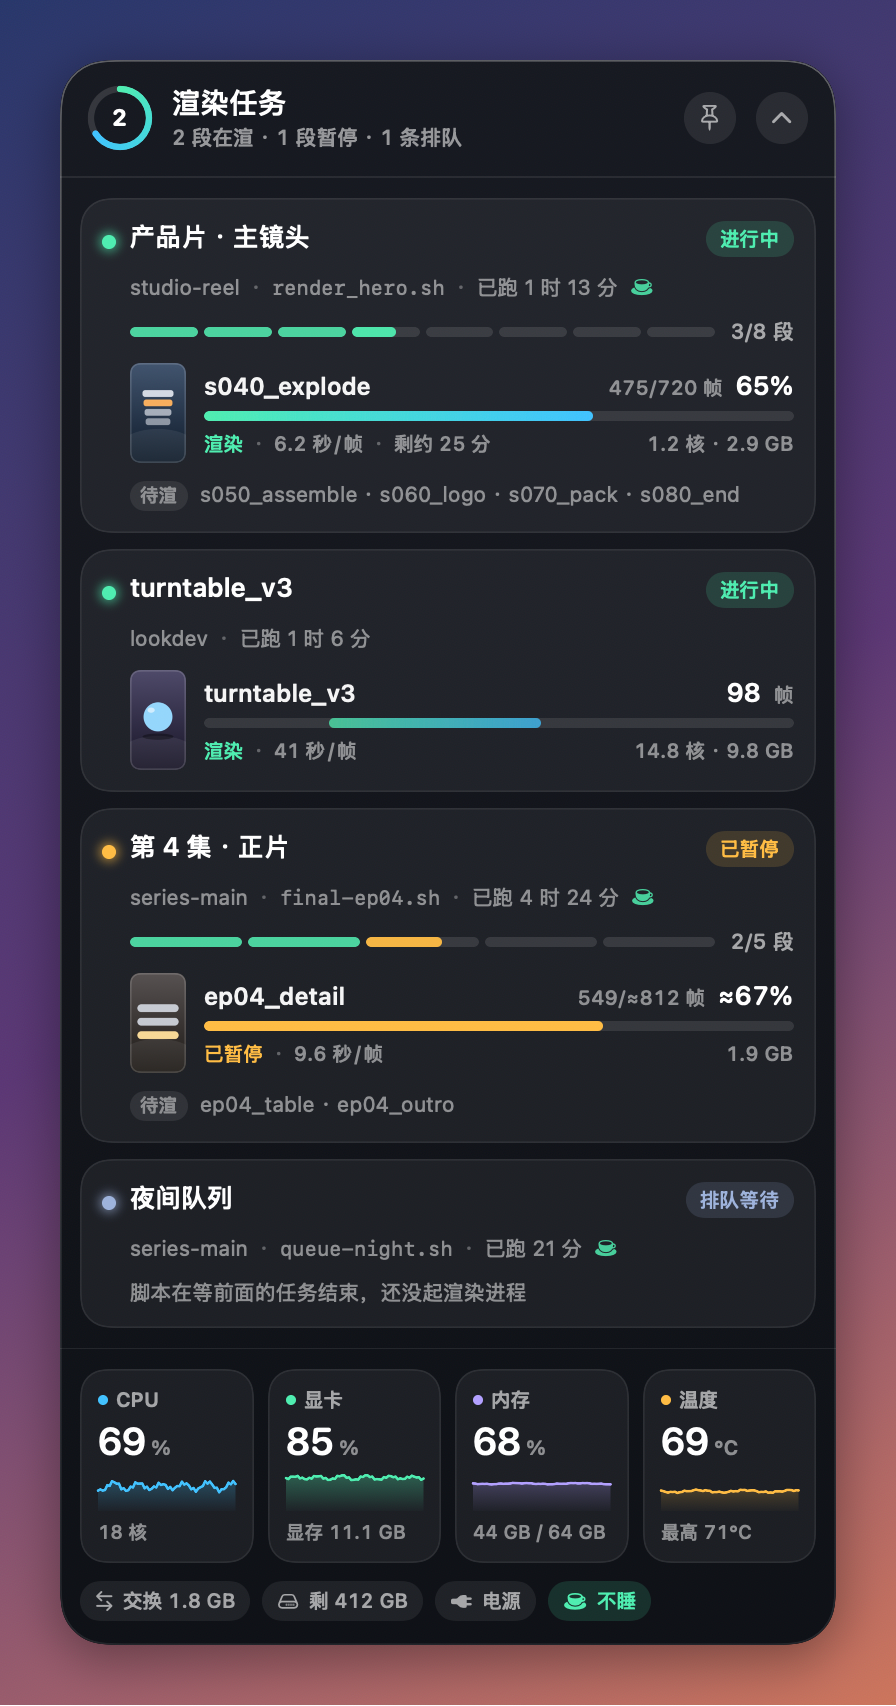 2
渲染任务
2 段在渲 · 1 段暂停 · 1 条排队
产品片 · 主镜头
进行中
studio-reel · render_hero.sh · 已跑 1 时 13 分
3/8 段
s040_explode 475/720 帧 65%
渲染 · 6.2 秒/帧 · 剩约 25 分 1.2 核 · 2.9 GB
待渲 s050_assemble · s060_logo · s070_pack · s080_end
turntable_v3
进行中
lookdev · 已跑 1 时 6 分
turntable_v3 98 帧
渲染 · 41 秒/帧 14.8 核 · 9.8 GB
第 4 集 · 正片
已暂停
series-main · final-ep04.sh · 已跑 4 时 24 分
2/5 段
ep04_detail 549/≈812 帧 ≈67%
已暂停 · 9.6 秒/帧 1.9 GB
待渲 ep04_table · ep04_outro
夜间队列
排队等待
series-main · queue-night.sh · 已跑 21 分
脚本在等前面的任务结束，还没起渲染进程
CPU
69 %
18 核
显卡
85 %
显存 11.1 GB
内存
68 %
44 GB / 64 GB
温度
69 °C
最高 71°C
交换 1.8 GB
剩 412 GB
电源
不睡